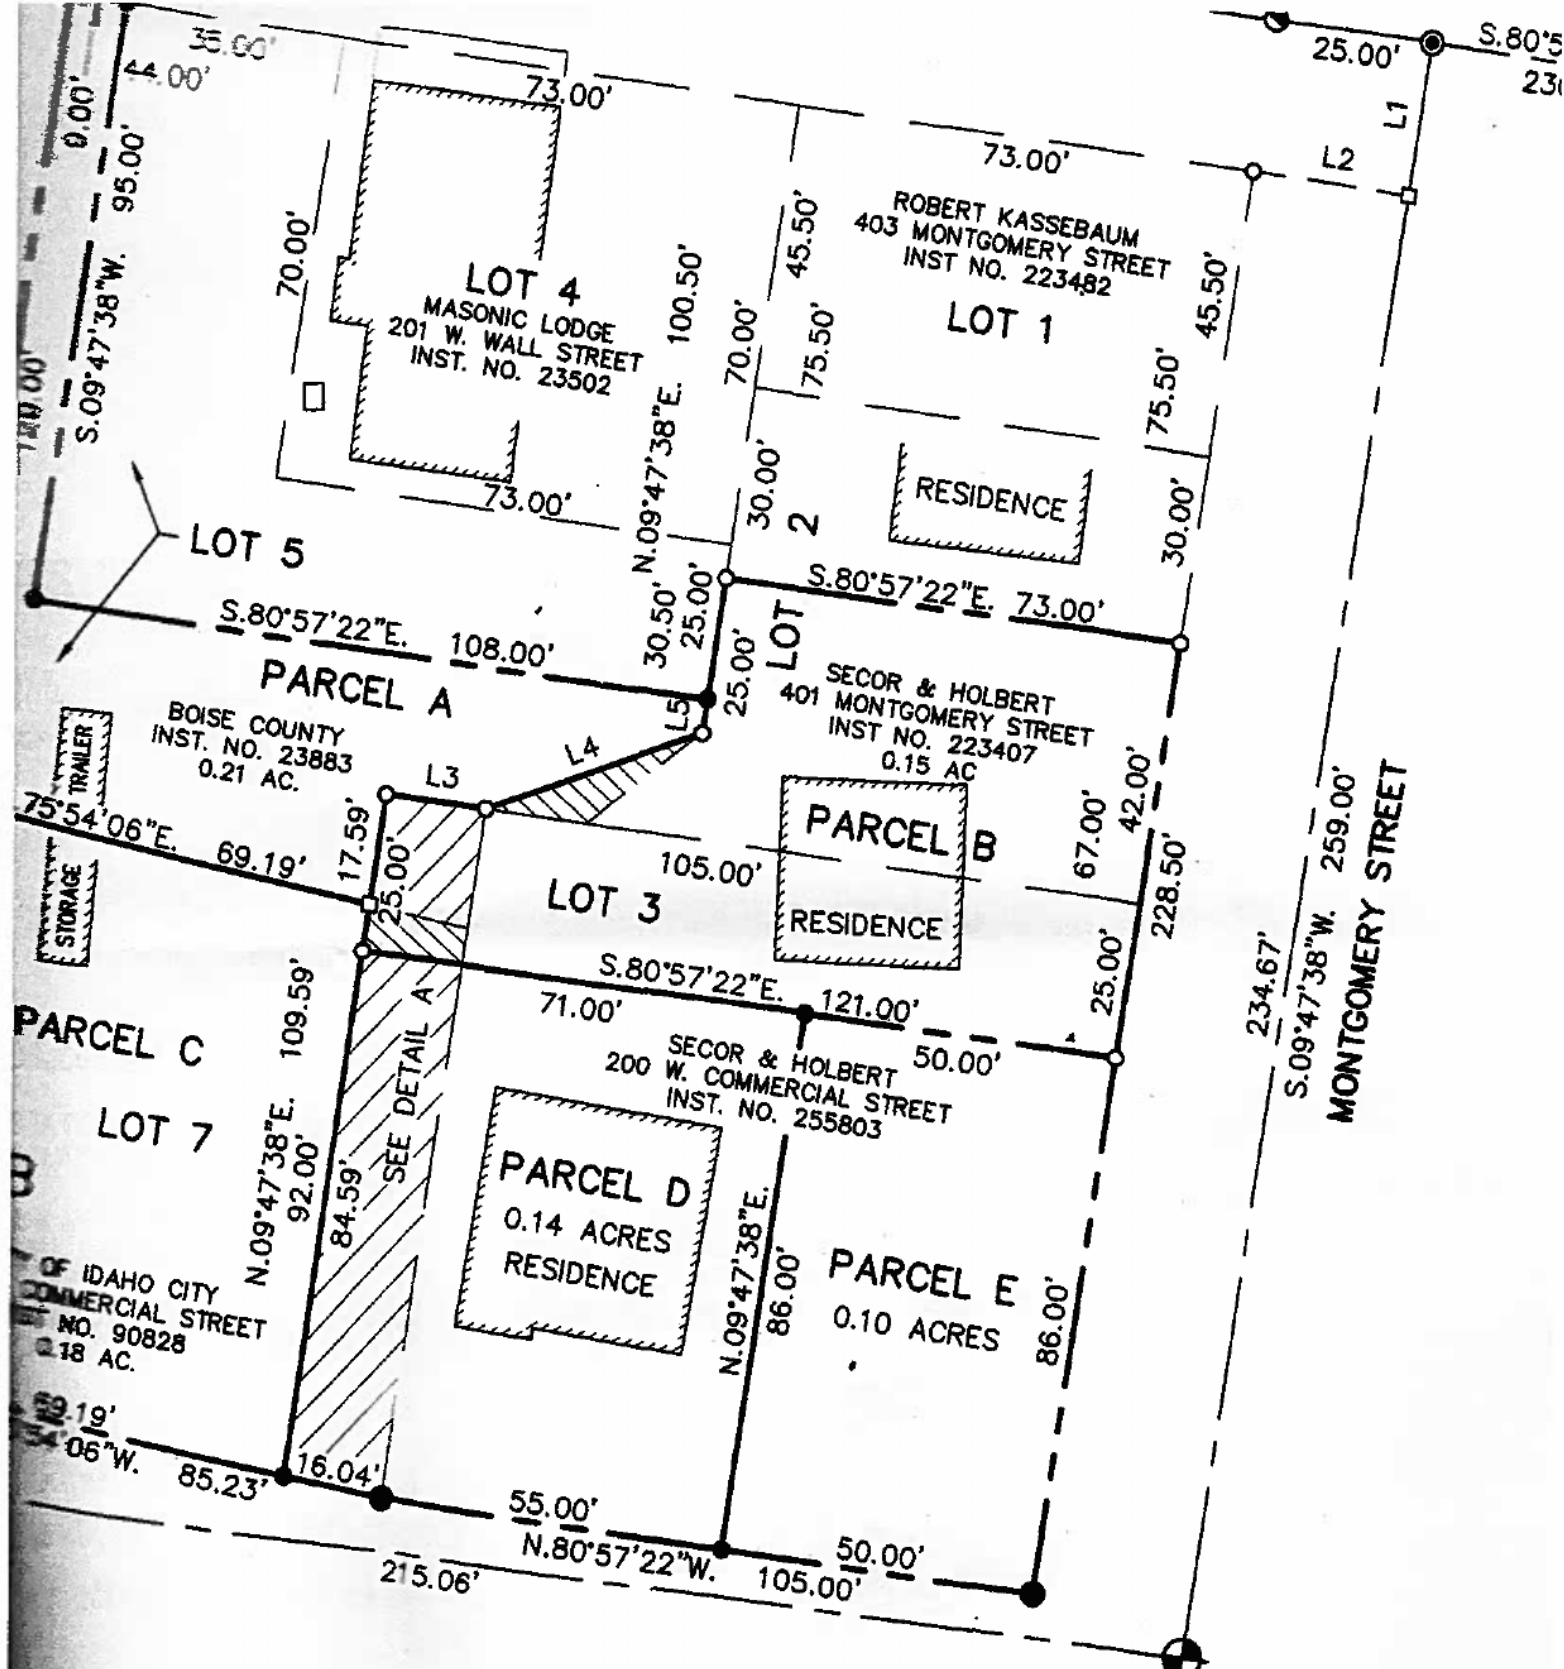 35.00'
44.00'
9.00'
95.00'
S.09°47'38"W.
73.00'
70.00'
LOT 4
MASONIC LODGE
201 W. WALL STREET
INST. NO. 23502
73.00'
N.09°47'38"E. 100.50'
25.00'
S.80°5
L1
L2
73.00'
45.50'
75.50'
70.00'
30.00'
ROBERT KASSEBAUM
403 MONTGOMERY STREET
INST NO. 223482
LOT 1
45.50'
75.50'
30.00'
RESIDENCE
LOT 2
LOT 5
S.80°57'22"E. 108.00'
30.50'
25.00'
25.00'
S.80°57'22"E. 73.00'
PARCEL A
BOISE COUNTY
INST. NO. 23883
0.21 AC.
TRAILER
STORAGE
75°54'06"E. 69.19'
L3
L4
L5
17.59'
25.00'
SECOR & HOLBERT
401 MONTGOMERY STREET
INST NO. 223407
0.15 AC
PARCEL B
RESIDENCE
105.00'
LOT 3
42.00'
67.00'
228.50'
25.00'
234.67'
S.09°47'38"W. 259.00'
MONTGOMERY STREET
S.80°57'22"E. 121.00'
71.00'
50.00'
PARCEL C
LOT 7
N.09°47'38"E. 109.59'
92.00'
84.59'
SEE DETAIL A
SECOR & HOLBERT
200 W. COMMERCIAL STREET
INST. NO. 255803
PARCEL D
0.14 ACRES
RESIDENCE
N.09°47'38"E.
86.00'
PARCEL E
0.10 ACRES
86.00'
OF IDAHO CITY
COMMERCIAL STREET
NO. 90828
0.18 AC.
69.19'
54'06"W.
85.23'
16.04'
55.00'
N.80°57'22"W. 105.00'
50.00'
215.06'